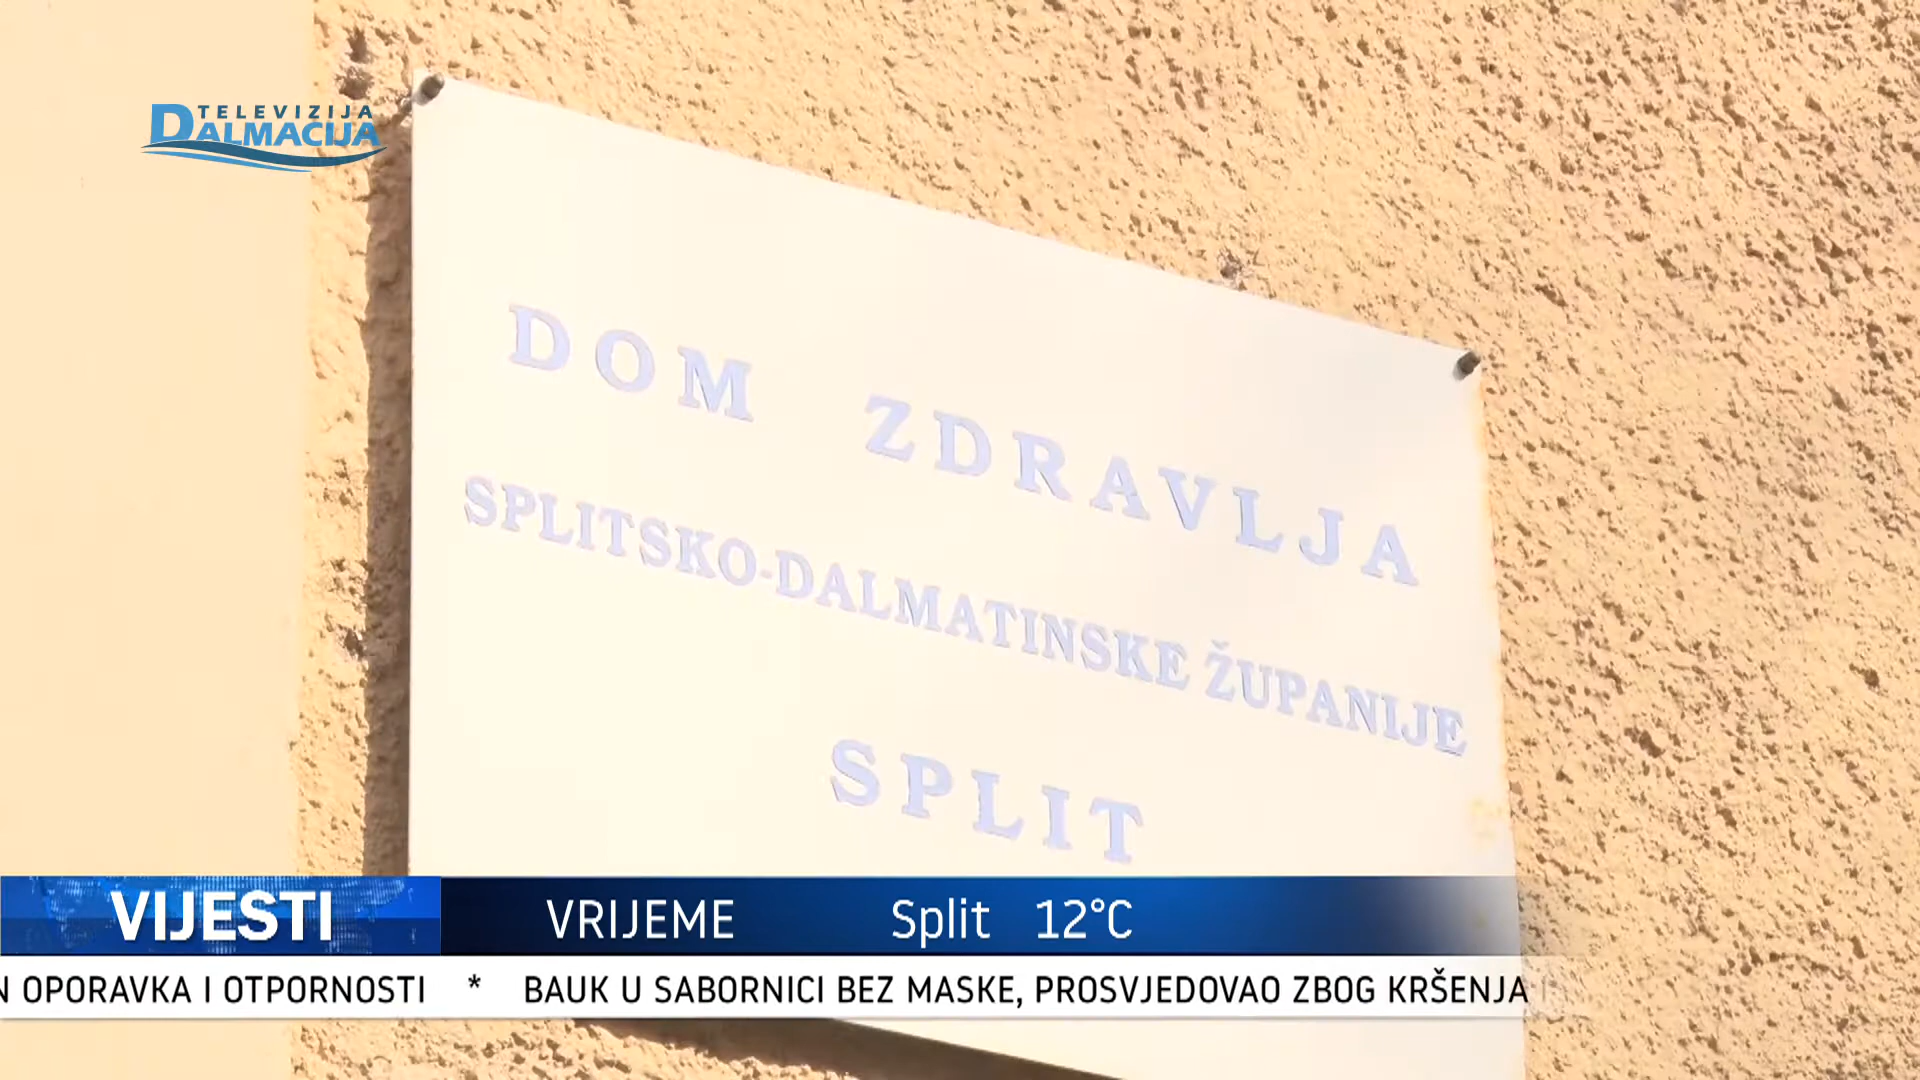 TELEVIZIJA
DALMACIJA
DOM ZDRAVLJA
SPLITSKO-DALMATINSKE ŽUPANIJE
SPLIT
VIJESTI
VRIJEME Split 12°C
N OPORAVKA I OTPORNOSTI * BAUK U SABORNICI BEZ MASKE, PROSVJEDOVAO ZBOG KRŠENJA